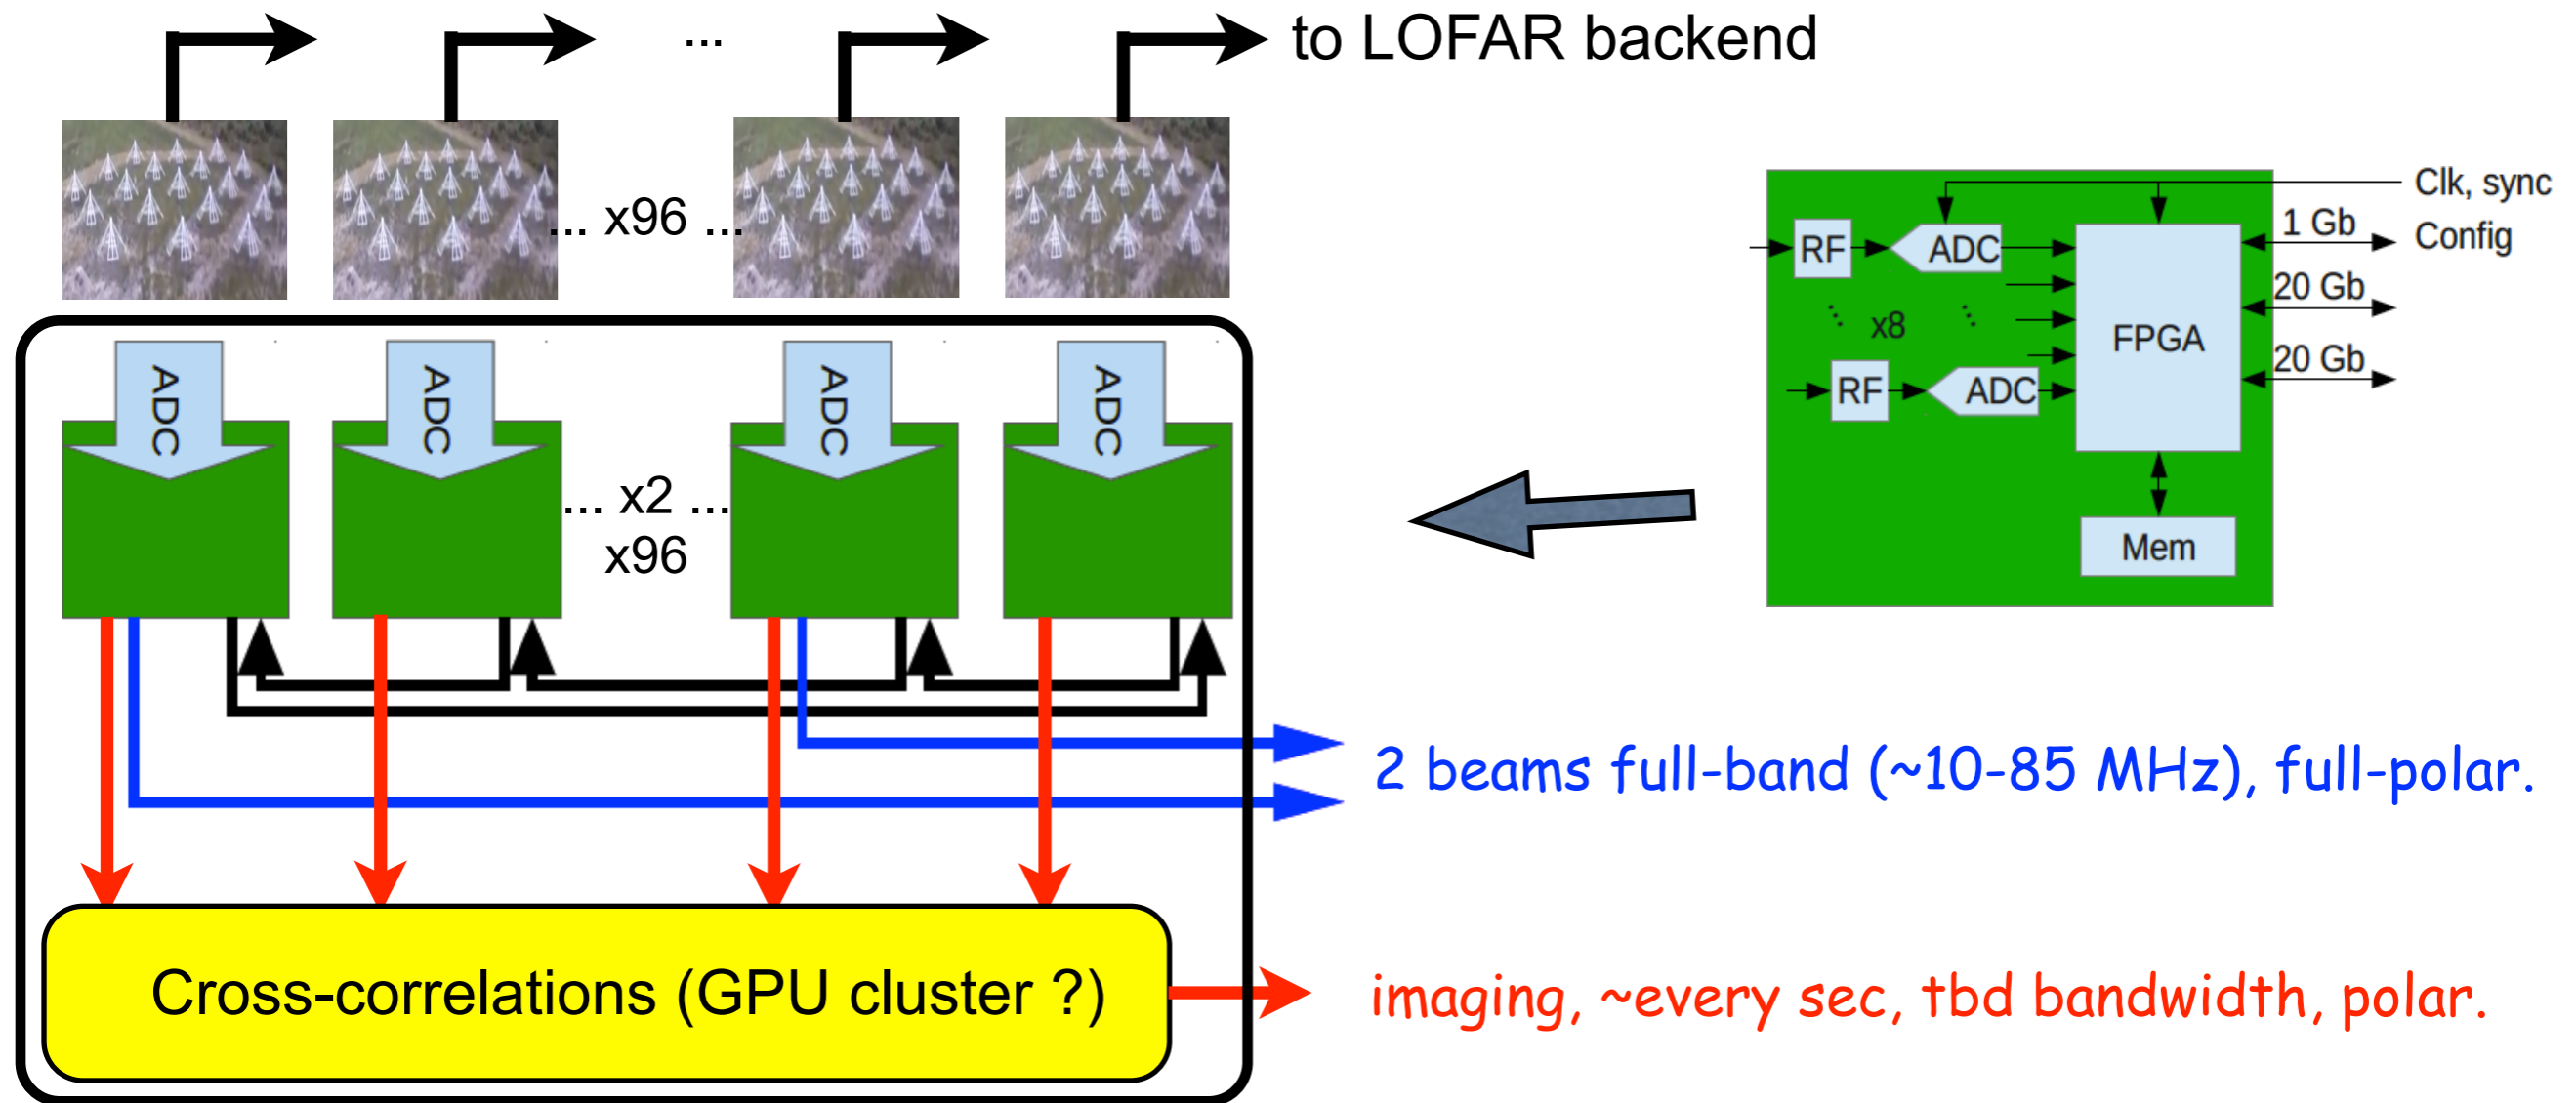 ... to LOFAR backend
... x96 ...
ADC ADC ADC ADC
... x2 ...
x96
Clk, sync
1 Gb
Config
RF ADC
20 Gb
x8
FPGA
20 Gb
RF ADC
Mem
2 beams full-band (~10-85 MHz), full-polar.
Cross-correlations (GPU cluster ?)
imaging, ~every sec, tbd bandwidth, polar.